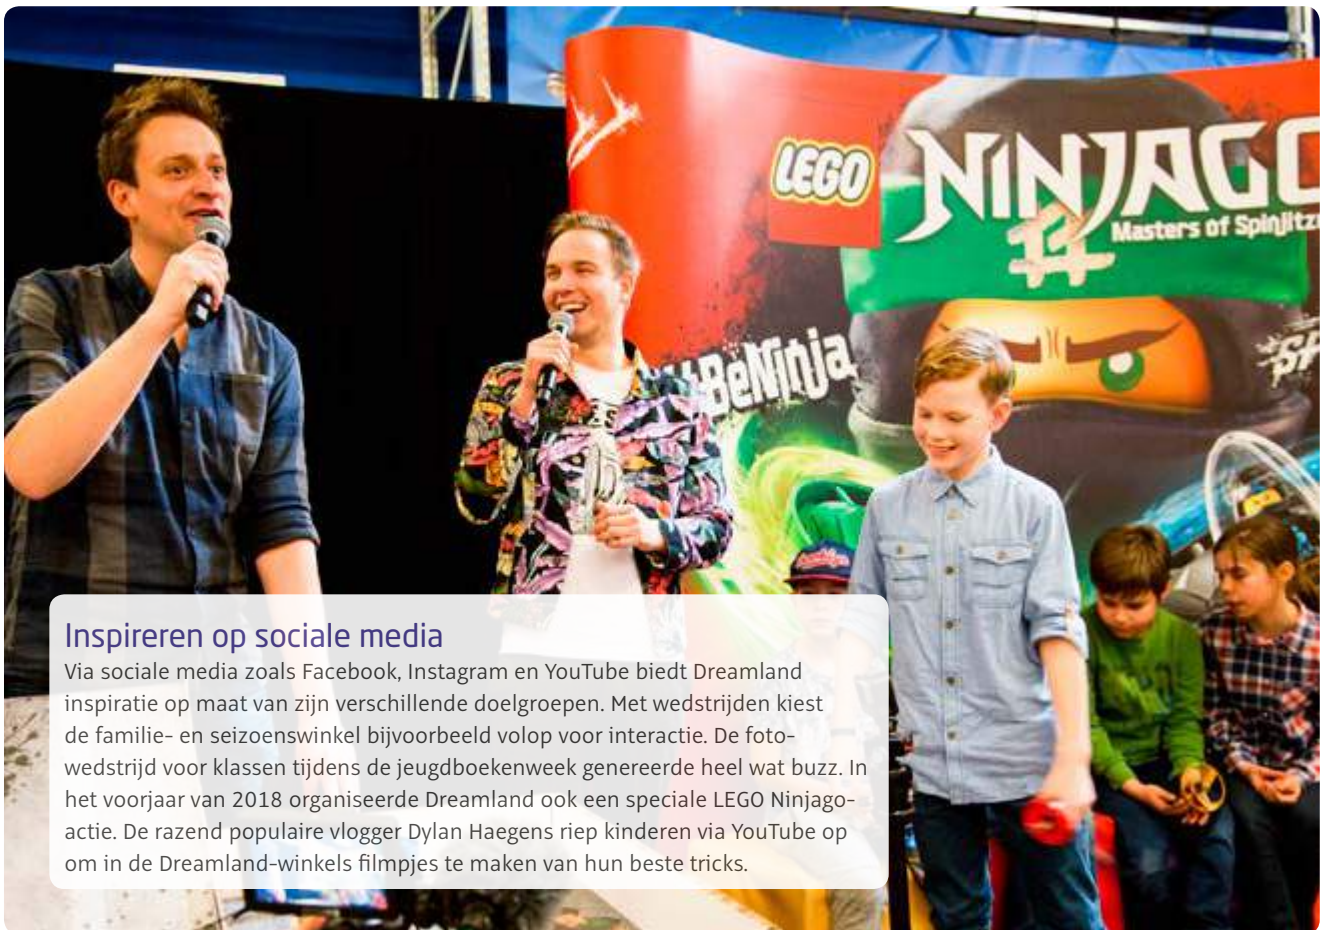 LEGO
NINJAGO
Masters of Spinjitz
#BeNinja
Inspireren op sociale media
Via sociale media zoals Facebook, Instagram en YouTube biedt Dreamland
inspiratie op maat van zijn verschillende doelgroepen. Met wedstrijden kiest
de familie- en seizoenswinkel bijvoorbeeld volop voor interactie. De foto-
wedstrijd voor klassen tijdens de jeugdboekenweek genereerde heel wat buzz. In
het voorjaar van 2018 organiseerde Dreamland ook een speciale LEGO Ninjago-
actie. De razend populaire vlogger Dylan Haegens riep kinderen via YouTube op
om in de Dreamland-winkels filmpjes te maken van hun beste tricks.